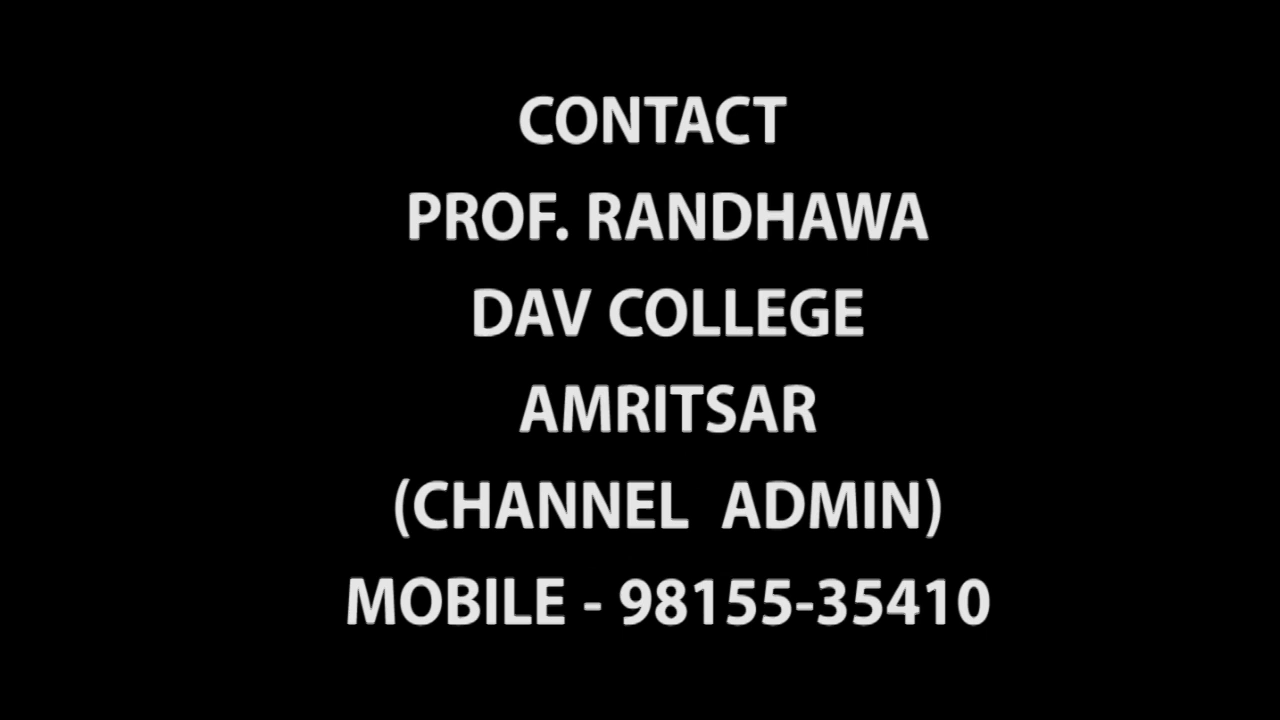 CONTACT
PROF. RANDHAWA
DAV COLLEGE
AMRITSAR
(CHANNEL ADMIN)
MOBILE - 98155-35410